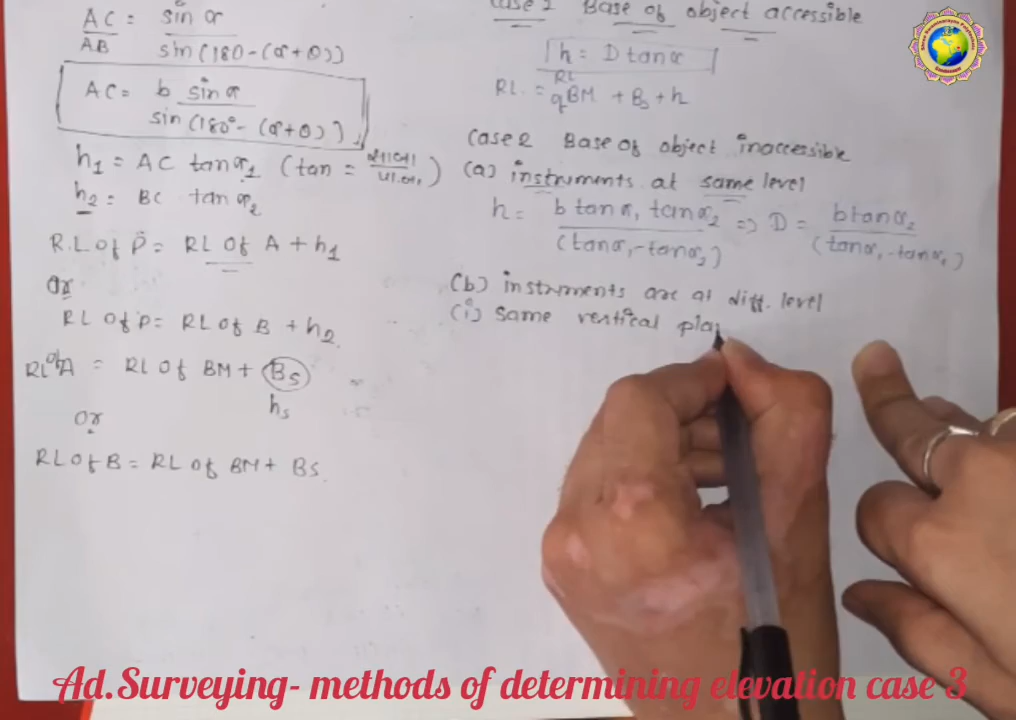 AC = sin α
AB sin(180-(α+θ))
AC = b sin α
sin(180°-(α+θ))
h1 = AC tan α1 (tan = )
h2 = BC tan α2
R.L of P = RL of A + h1
Or
RL of P = RL of B + h2.
RL of A = RL of BM + Bs
hs
Or
RL of B = RL of BM + BS.
Case 1 Base of object accessible
h = D tan α
RL
RL. = of BM + Bs + h
Case 2 Base of object inaccessible
(a) instruments at same level
h = b tan α1 tan α2 => D = b tan α2
(tan α1 - tan α2) (tan α1 - tan α2)
(b) instruments are at diff. level
(i) same vertical pla
Ad.Surveying- methods of determining elevation case 3